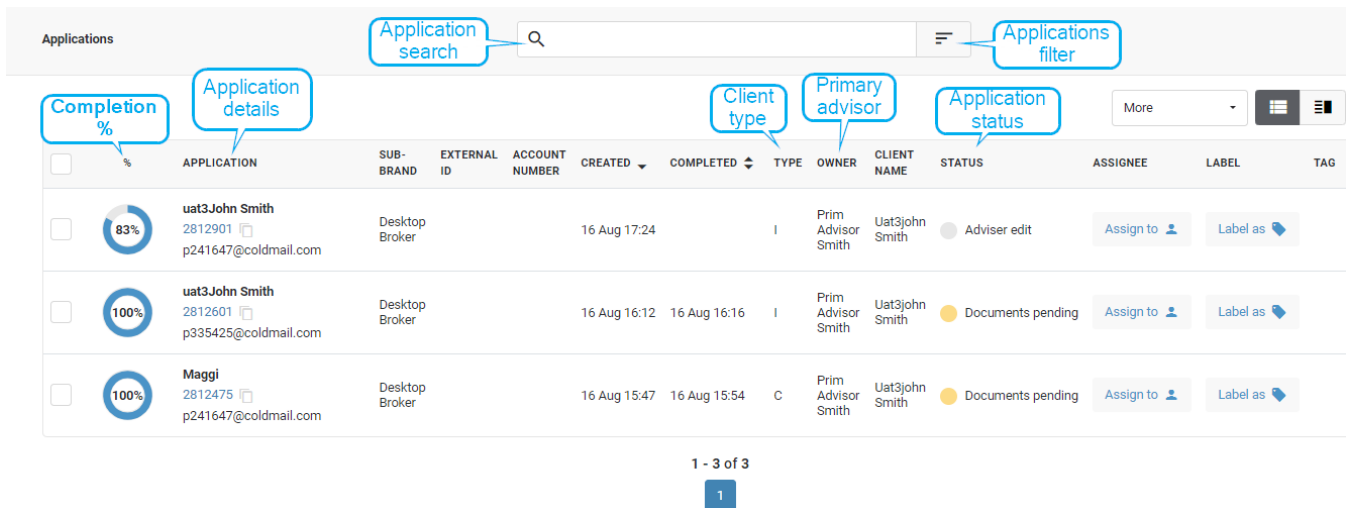 Applications
Application
search
Applications
filter
Completion
%
Application
details
Client
type
Primary
advisor
Application
status
More
%
APPLICATION
SUB-
BRAND
EXTERNAL
ID
ACCOUNT
NUMBER
CREATED
COMPLETED
TYPE
OWNER
CLIENT
NAME
STATUS
ASSIGNEE
LABEL
TAG
83%
uat3John Smith
2812901
p241647@coldmail.com
Desktop
Broker
16 Aug 17:24
I
Prim
Advisor
Smith
Uat3john
Smith
Adviser edit
Assign to
Label as
100%
uat3John Smith
2812601
p335425@coldmail.com
Desktop
Broker
16 Aug 16:12
16 Aug 16:16
I
Prim
Advisor
Smith
Uat3john
Smith
Documents pending
Assign to
Label as
100%
Maggi
2812475
p241647@coldmail.com
Desktop
Broker
16 Aug 15:47
16 Aug 15:54
C
Prim
Advisor
Smith
Uat3john
Smith
Documents pending
Assign to
Label as
1 - 3 of 3
1